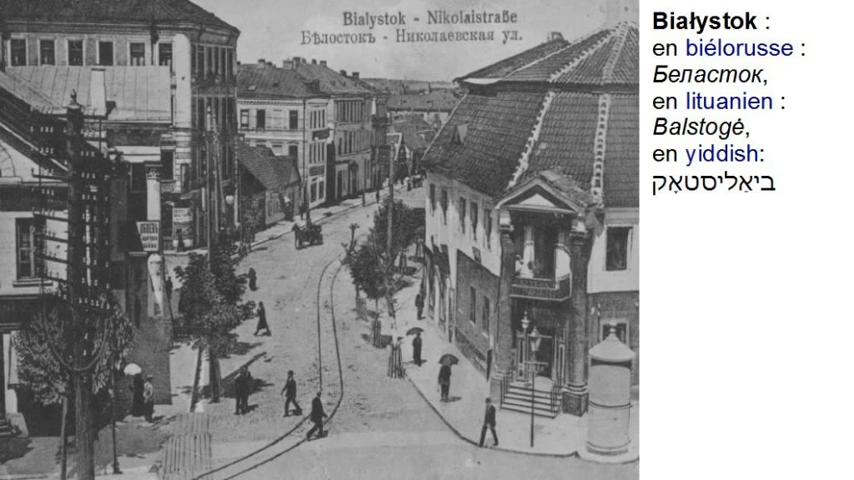 Bialystok - Nikolaistraße
Бѣлостокъ - Николаевская ул.
Białystok :
en biélorusse :
Беласток,
en lituanien :
Balstogė,
en yiddish:
ביאַליסטאָק